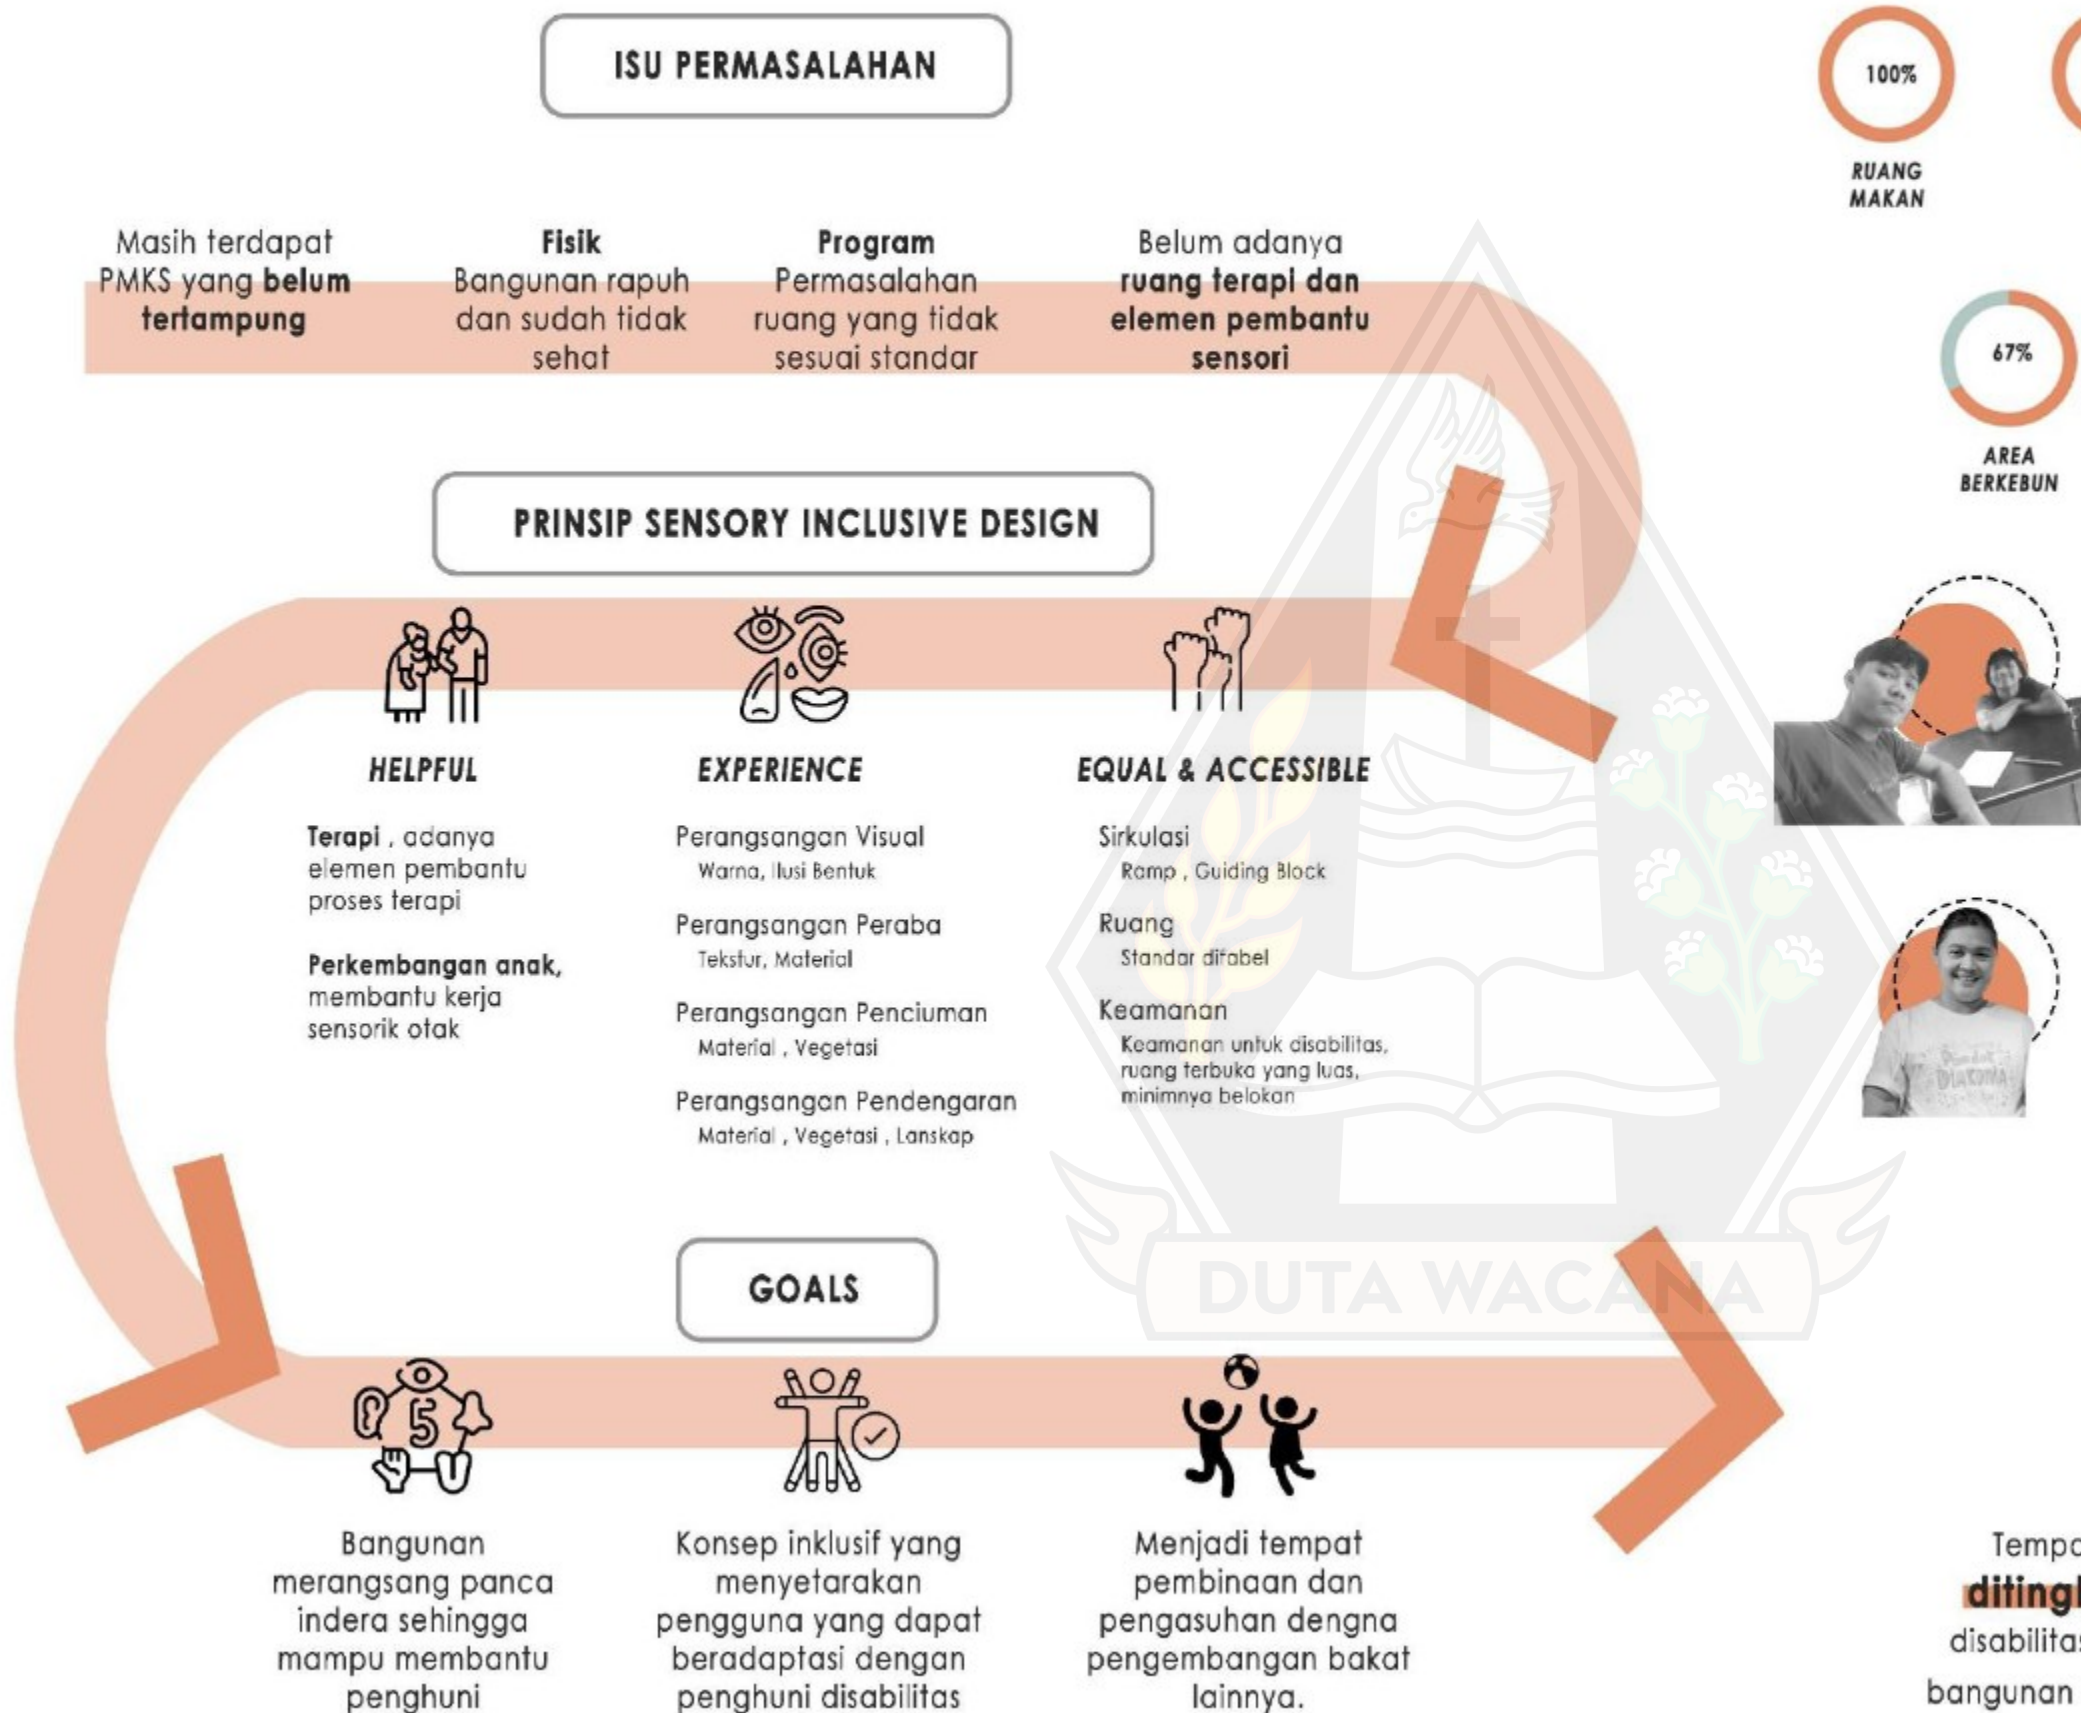 ISU PERMASALAHAN
Masih terdapat
PMKS yang belum
tertampung
Fisik
Bangunan rapuh
dan sudah tidak
sehat
Program
Permasalahan
ruang yang tidak
sesuai standar
Belum adanya
ruang terapi dan
elemen pembantu
sensori
PRINSIP SENSORY INCLUSIVE DESIGN
HELPFUL
Terapi , adanya
elemen pembantu
proses terapi
Perkembangan anak,
membantu kerja
sensorik otak
EXPERIENCE
Perangsangan Visual
Warna, Ilusi Bentuk
Perangsangan Peraba
Tekstur, Material
Perangsangan Penciuman
Material , Vegetasi
Perangsangan Pendengaran
Material , Vegetasi , Lanskap
EQUAL & ACCESSIBLE
Sirkulasi
Ramp , Guiding Block
Ruang
Standar difabel
Keamanan
Keamanan untuk disabilitas,
ruang terbuka yang luas,
minimnya belokan
GOALS
5
Bangunan
merangsang panca
indera sehingga
mampu membantu
penghuni
Konsep inklusif yang
menyetarakan
pengguna yang dapat
beradaptasi dengan
penghuni disabilitas
Menjadi tempat
pembinaan dan
pengasuhan dengna
pengembangan bakat
lainnya.
100%
RUANG
MAKAN
67%
AREA
BERKEBUN
DIAKONIA
DUTA WACANA
bangunan